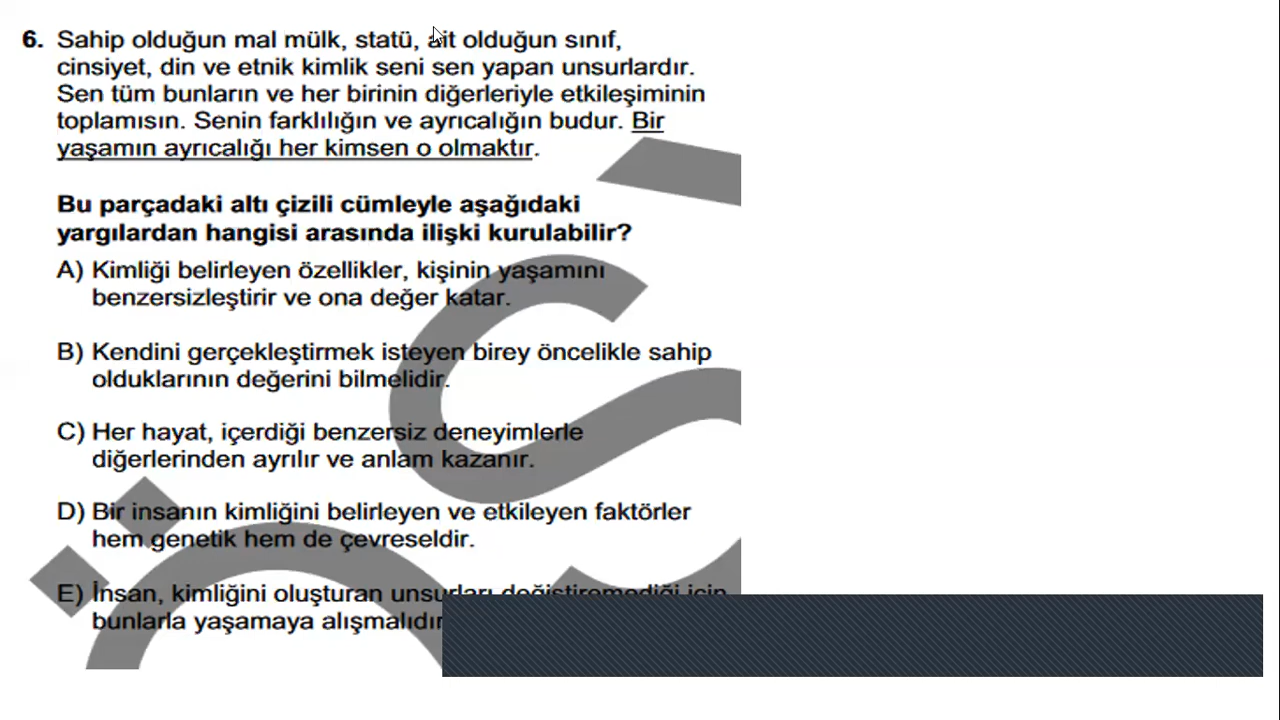 6. Sahip olduğun mal mülk, statü, ait olduğun sınıf,
cinsiyet, din ve etnik kimlik seni sen yapan unsurlardır.
Sen tüm bunların ve her birinin diğerleriyle etkileşiminin
toplamısın. Senin farklılığın ve ayrıcalığın budur. Bir
yaşamın ayrıcalığı her kimsen o olmaktır.
Bu parçadaki altı çizili cümleyle aşağıdaki
yargılardan hangisi arasında ilişki kurulabilir?
A) Kimliği belirleyen özellikler, kişinin yaşamını
benzersizleştirir ve ona değer katar.
B) Kendini gerçekleştirmek isteyen birey öncelikle sahip
olduklarının değerini bilmelidir.
C) Her hayat, içerdiği benzersiz deneyimlerle
diğerlerinden ayrılır ve anlam kazanır.
D) Bir insanın kimliğini belirleyen ve etkileyen faktörler
hem genetik hem de çevreseldir.
E) İnsan, kimliğini oluşturan unsurları değiştiremediği için
bunlarla yaşamaya alışmalıdır